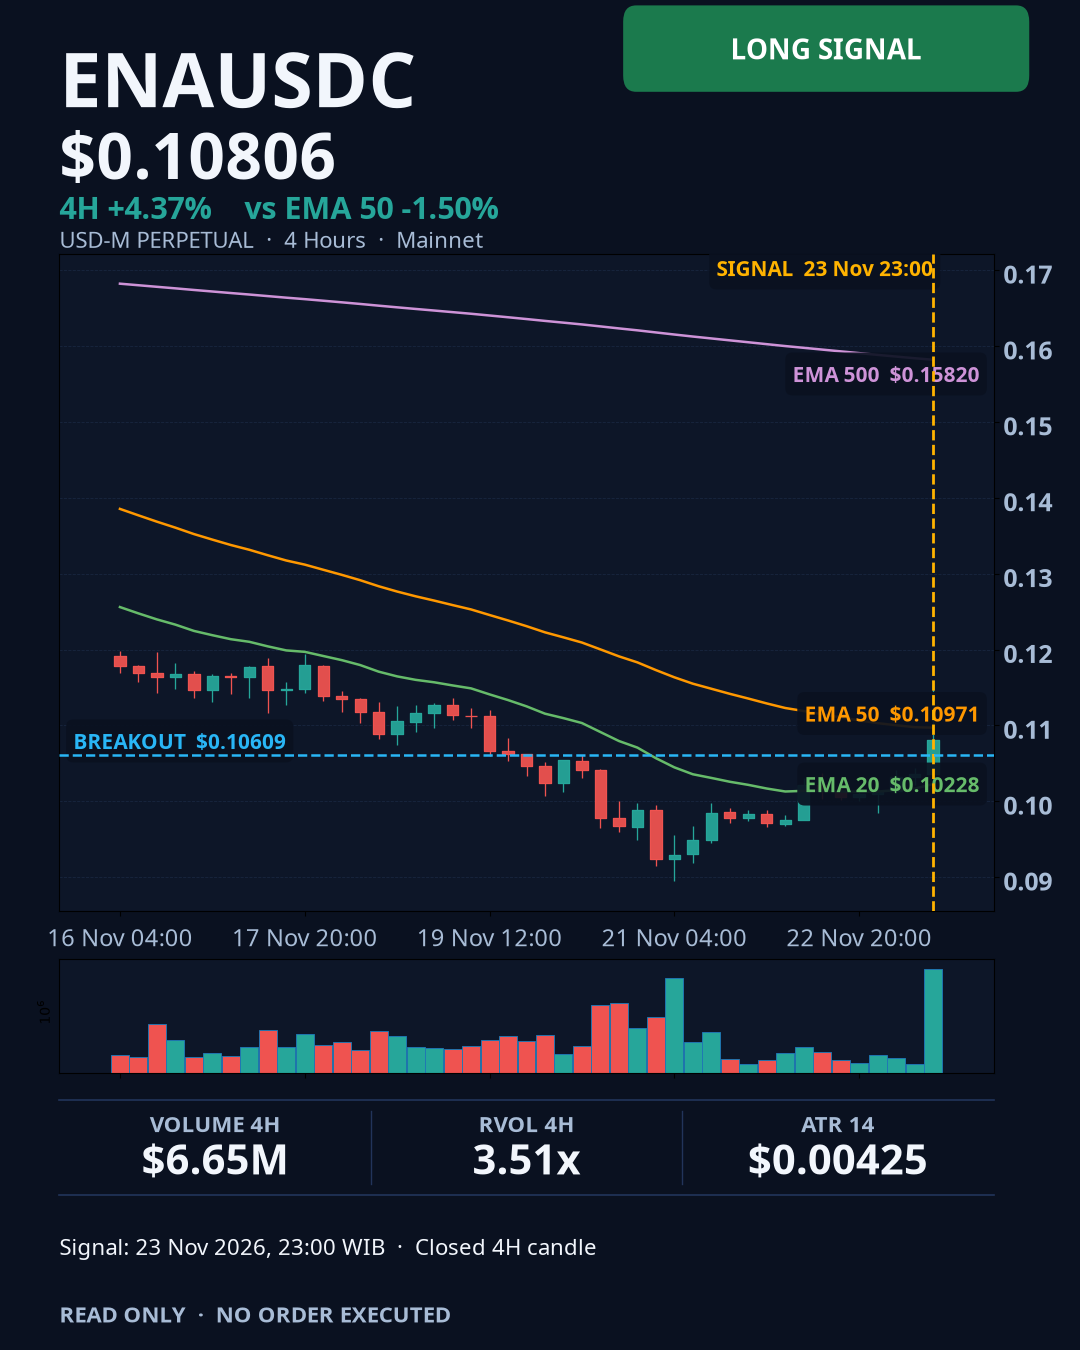 LONG SIGNAL
ENAUSDC
$0.10806
4H +4.37% vs EMA 50 -1.50%
USD-M PERPETUAL · 4 Hours · Mainnet
SIGNAL 23 Nov 23:00
0.17
0.16
EMA 500 $0.15820
0.15
0.14
0.13
0.12
EMA 50 $0.10971
0.11
BREAKOUT $0.10609
EMA 20 $0.10228
0.10
0.09
16 Nov 04:00 17 Nov 20:00 19 Nov 12:00 21 Nov 04:00 22 Nov 20:00
10⁶
VOLUME 4H RVOL 4H ATR 14
$6.65M 3.51x $0.00425
Signal: 23 Nov 2026, 23:00 WIB · Closed 4H candle
READ ONLY · NO ORDER EXECUTED